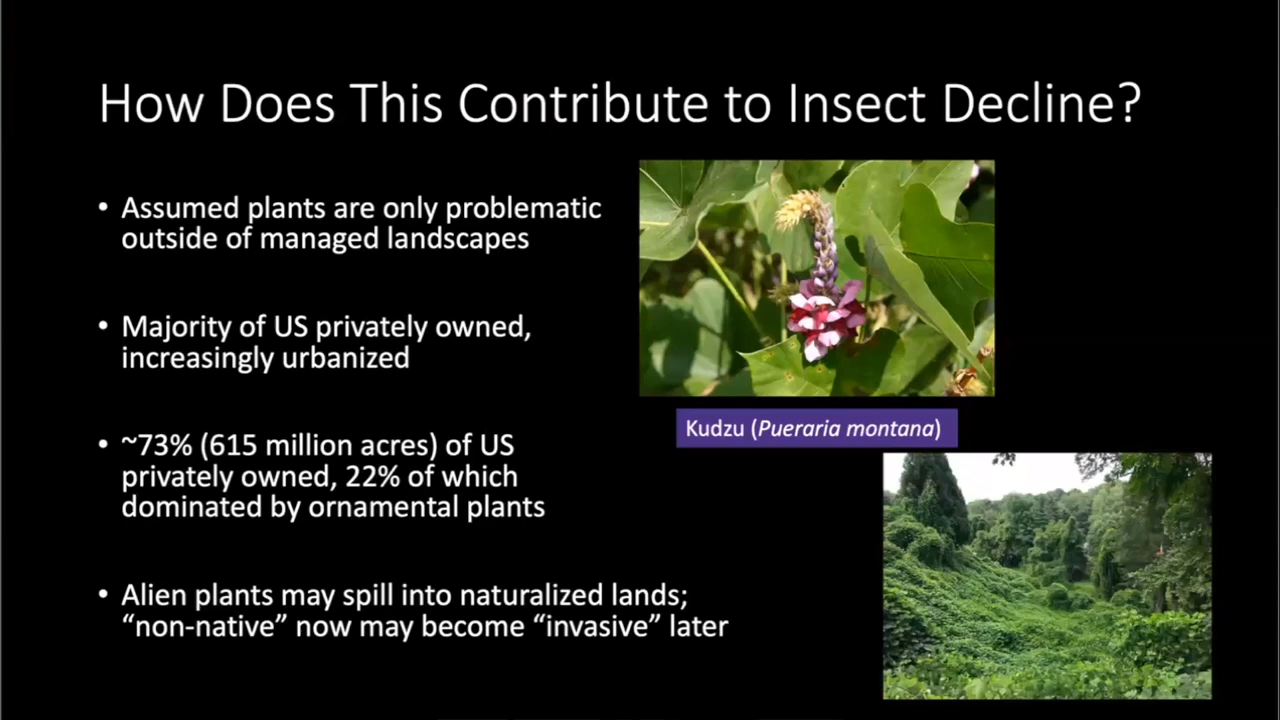 How Does This Contribute to Insect Decline?
• Assumed plants are only problematic
outside of managed landscapes
• Majority of US privately owned,
increasingly urbanized
• ~73% (615 million acres) of US
privately owned, 22% of which
dominated by ornamental plants
• Alien plants may spill into naturalized lands;
“non-native” now may become “invasive” later
Kudzu (Pueraria montana)